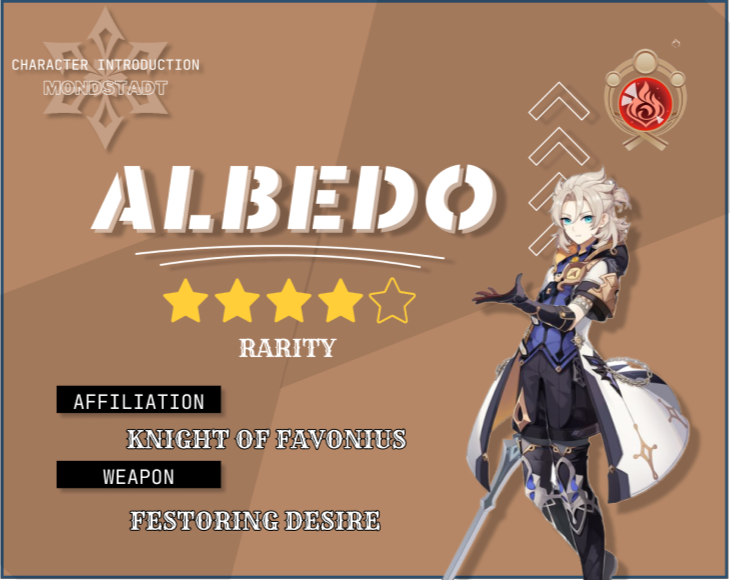 CHARACTER INTRODUCTION
MONDSTADT
ALBEDO
RARITY
AFFILIATION
KNIGHT OF FAVONIUS
WEAPON
FESTORING DESIRE